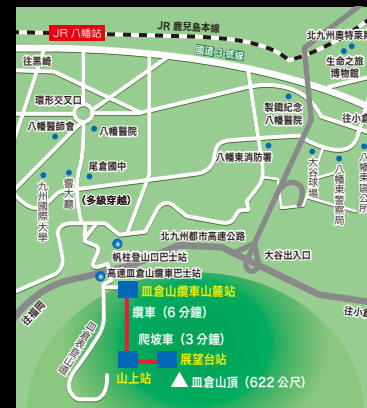 JR 八幡站
JR 鹿兒島本線
北九州奧特萊斯
國道3號線
生命之旅
博物館
往黑崎
環形交叉口
製鐵紀念
八幡醫院
往小倉
八幡醫師會
八幡醫院
尾倉國中
八幡東消防署
九州國際大學
響大廳
(多級穿越)
大谷球場
八幡東警察局
八幡東區公所
帆柱登山口巴士站
北九州都市高速公路
高速皿倉山纜車巴士站
大谷出入口
往福岡
皿倉表登山道
皿倉山纜車山麓站
纜車（6 分鐘）
往小倉
爬坡車（3 分鐘）
展望台站
山上站
皿倉山頂（622 公尺）